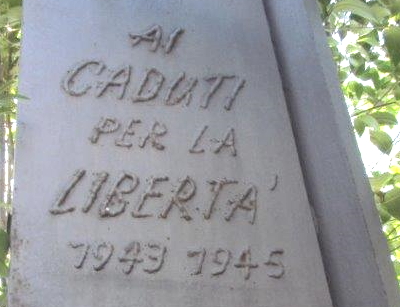 AI
CADUTI
PER LA
LIBERTA'
1943 1945